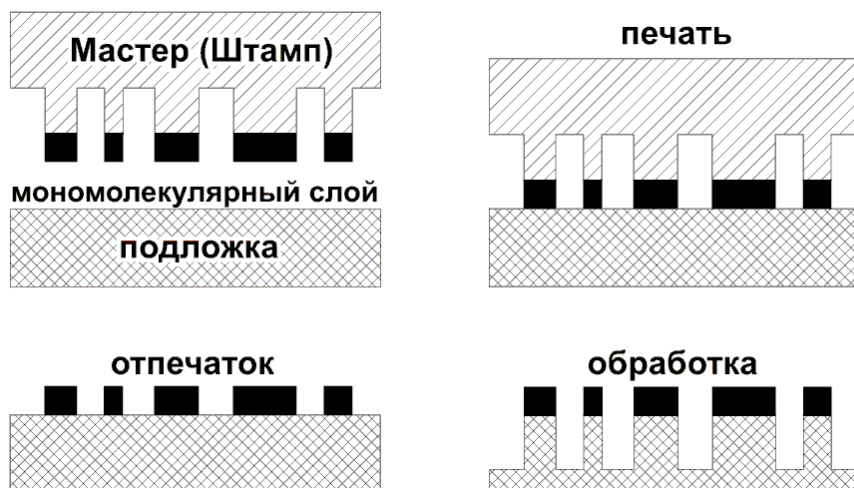 Мастер (Штамп)
печать
мономолекулярный слой
подложка
отпечаток
обработка